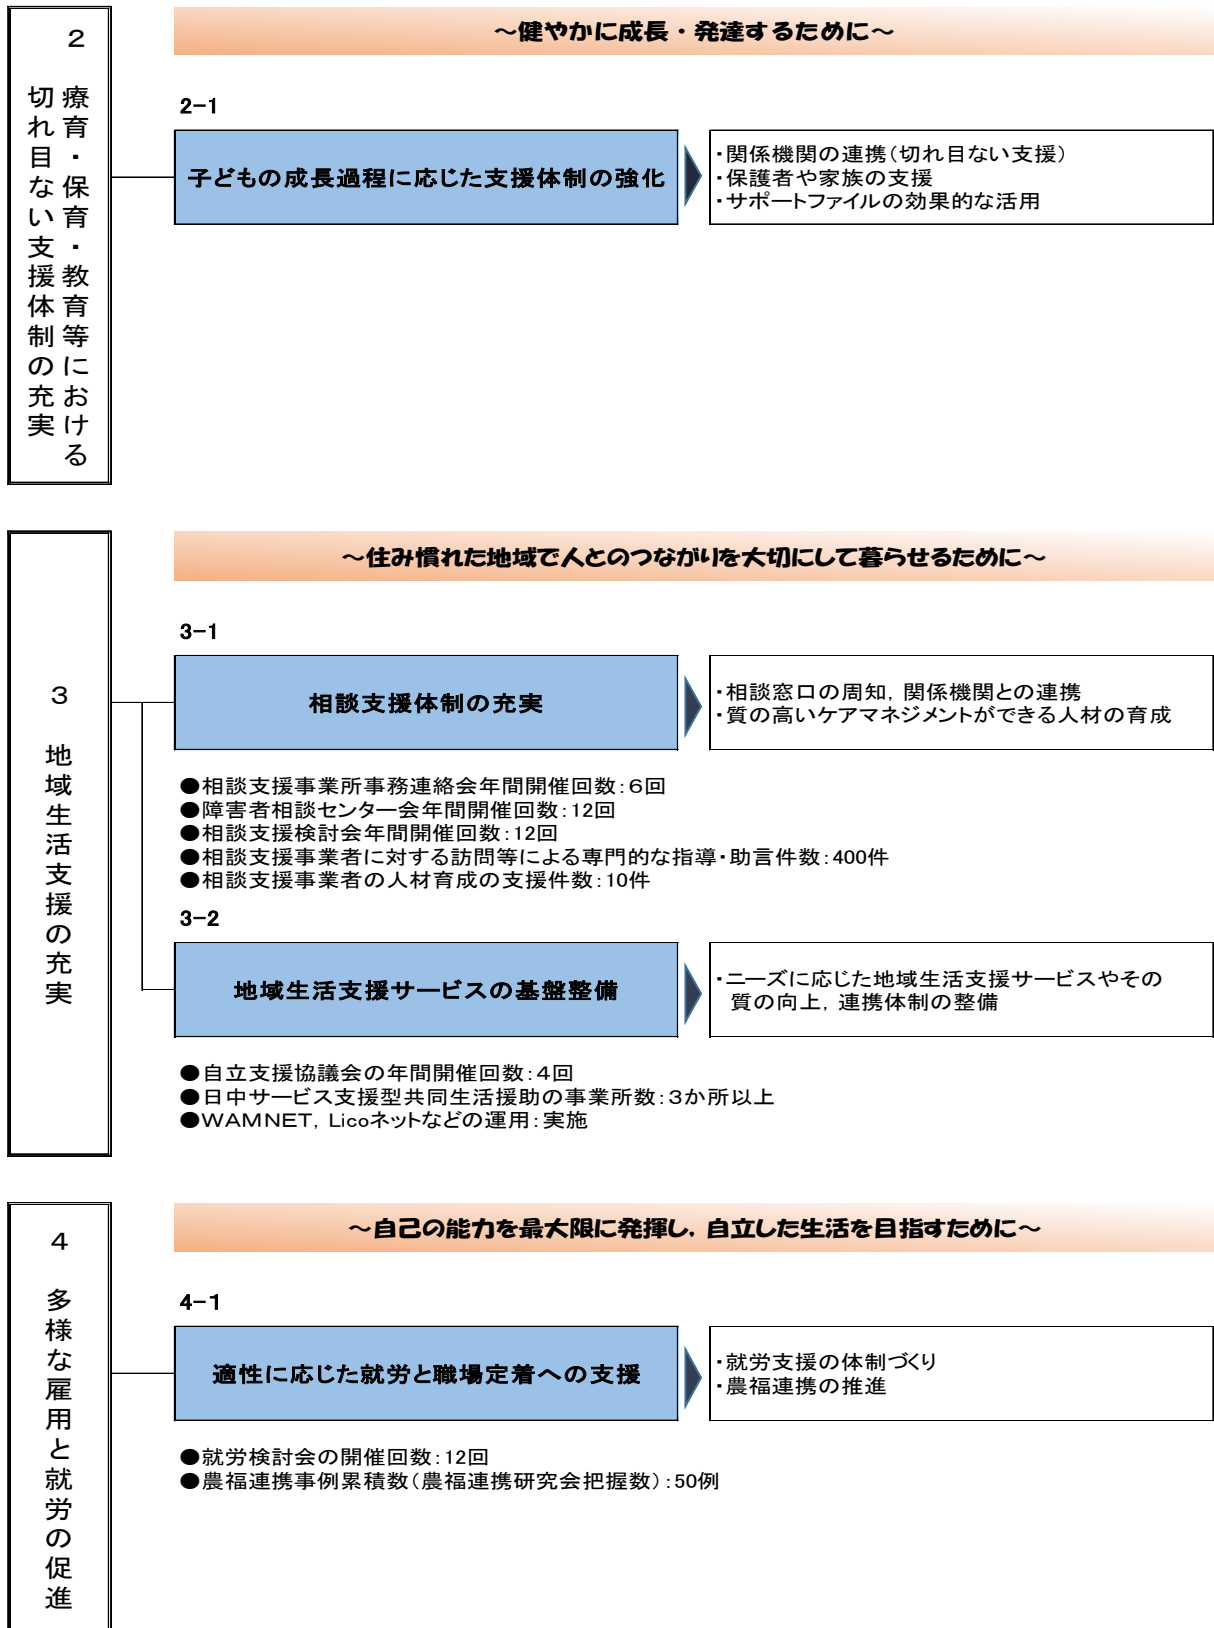 2 療育・保育・教育等における
切れ目ない支援体制の充実
～健やかに成長・発達するために～
2-1
子どもの成長過程に応じた支援体制の強化
・関係機関の連携(切れ目ない支援)
・保護者や家族の支援
・サポートファイルの効果的な活用
3 地域生活支援の充実
～住み慣れた地域で人とのつながりを大切にして暮らせるために～
3-1
相談支援体制の充実
・相談窓口の周知，関係機関との連携
・質の高いケアマネジメントができる人材の育成
●相談支援事業所事務連絡会年間開催回数：６回
●障害者相談センター会年間開催回数：12回
●相談支援検討会年間開催回数：12回
●相談支援事業者に対する訪問等による専門的な指導・助言件数：400件
●相談支援事業者の人材育成の支援件数：10件
3-2
地域生活支援サービスの基盤整備
・ニーズに応じた地域生活支援サービスやその
質の向上，連携体制の整備
●自立支援協議会の年間開催回数：４回
●日中サービス支援型共同生活援助の事業所数：３か所以上
●WAMNET，Licoネットなどの運用：実施
4 多様な雇用と就労の促進
～自己の能力を最大限に発揮し，自立した生活を目指すために～
4-1
適性に応じた就労と職場定着への支援
・就労支援の体制づくり
・農福連携の推進
●就労検討会の開催回数：12回
●農福連携事例累積数(農福連携研究会把握数)：50例